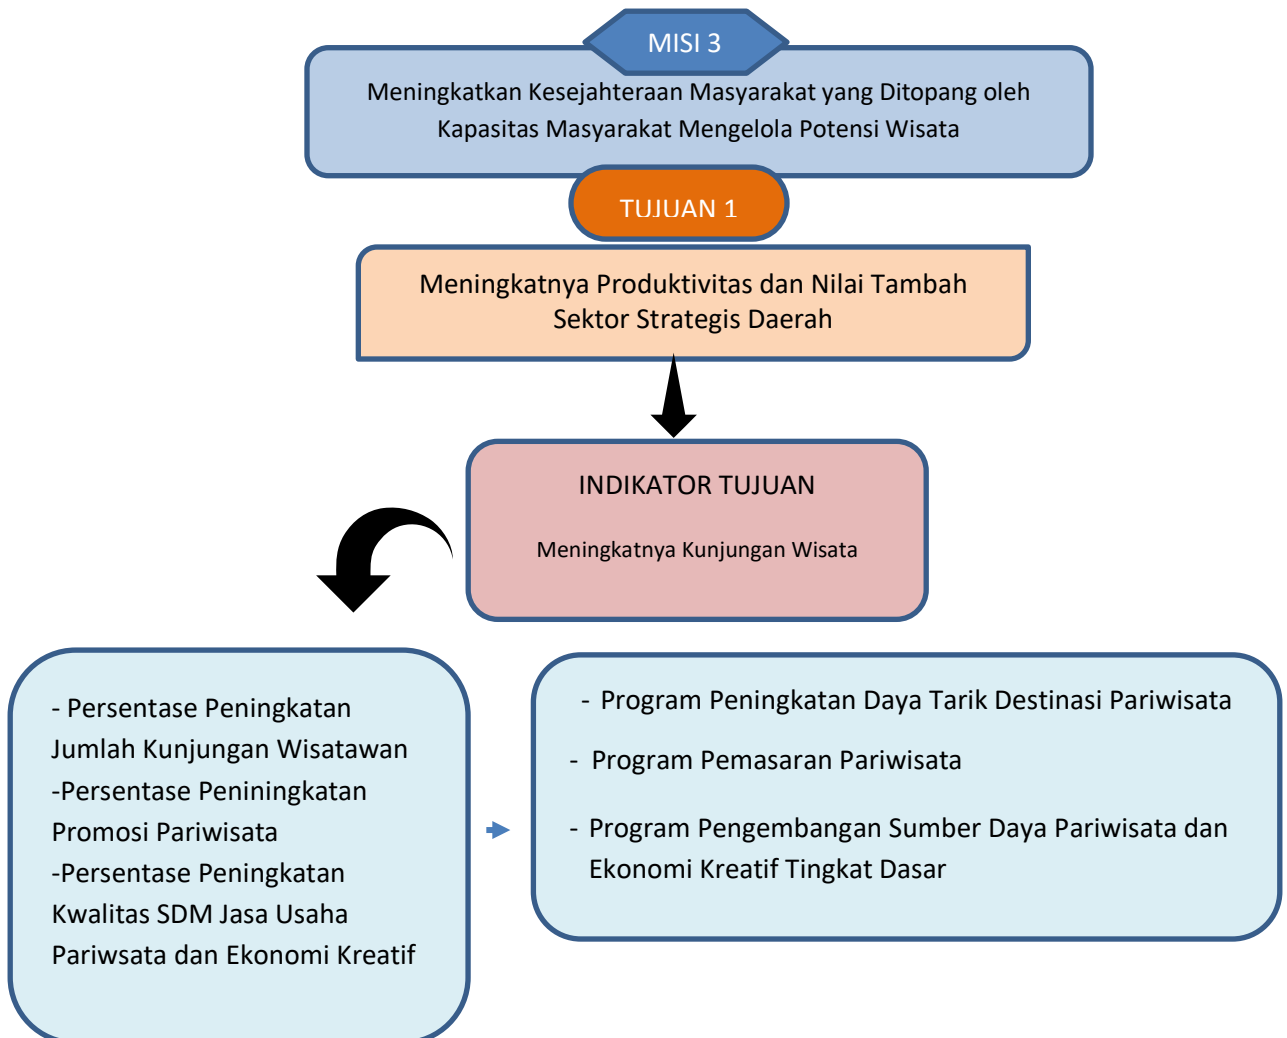 MISI 3
Meningkatkan Kesejahteraan Masyarakat yang Ditopang oleh
Kapasitas Masyarakat Mengelola Potensi Wisata
TUJUAN 1
Meningkatnya Produktivitas dan Nilai Tambah
Sektor Strategis Daerah
INDIKATOR TUJUAN
Meningkatnya Kunjungan Wisata
- Persentase Peningkatan
Jumlah Kunjungan Wisatawan
-Persentase Peniningkatan
Promosi Pariwisata
-Persentase Peningkatan
Kwalitas SDM Jasa Usaha
Pariwsata dan Ekonomi Kreatif
- Program Peningkatan Daya Tarik Destinasi Pariwisata
- Program Pemasaran Pariwisata
- Program Pengembangan Sumber Daya Pariwisata dan
Ekonomi Kreatif Tingkat Dasar